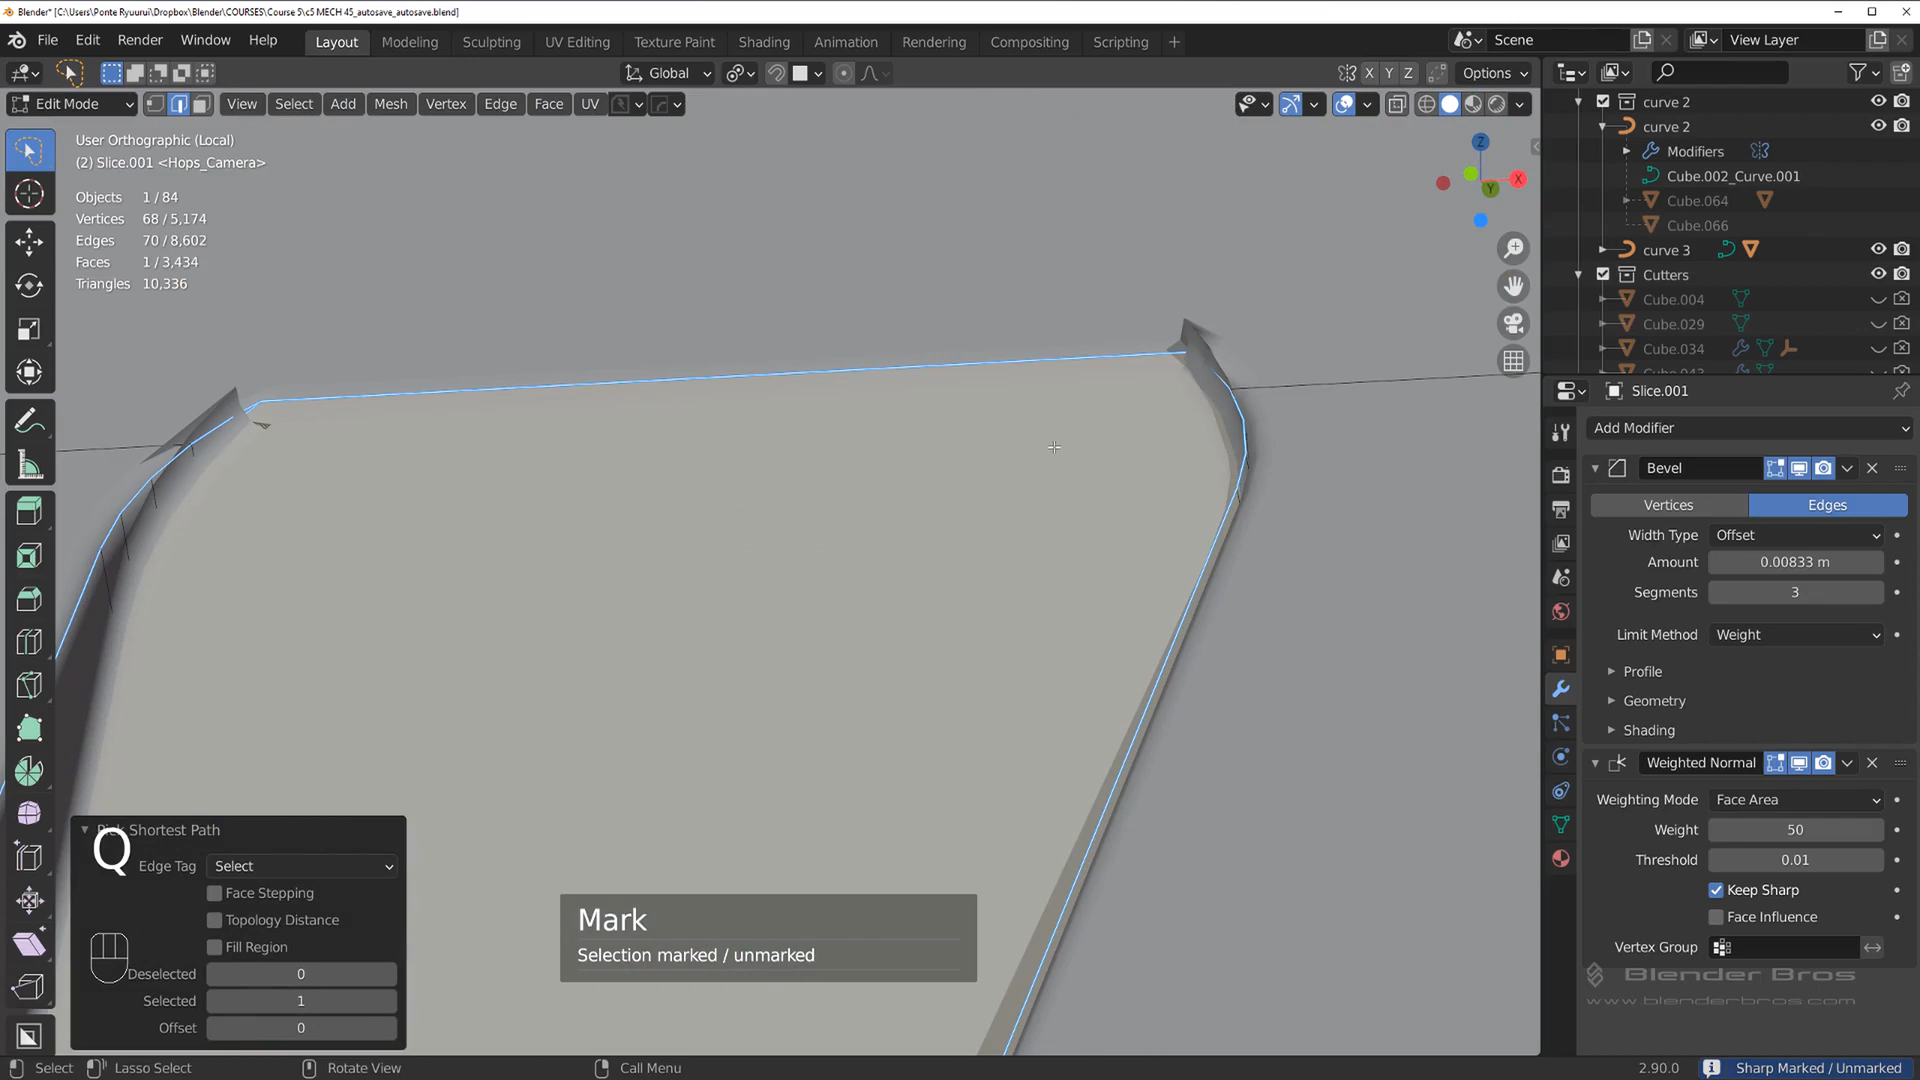 Blender* [C:\Users\Ponte Ryuurui\Dropbox\Blender\COURSES\Course 5\c5 MECH 45_autosave_autosave.blend]
File Edit Render Window Help Layout Modeling Sculpting UV Editing Texture Paint Shading Animation Rendering Compositing Scripting + Scene View Layer
Global X Y Z Options
Edit Mode View Select Add Mesh Vertex Edge Face UV
User Orthographic (Local)
(2) Slice.001 <Hops_Camera>
Objects 1 / 84
Vertices 68 / 5,174
Edges 70 / 8,602
Faces 1 / 3,434
Triangles 10,336
Z
X
Y
curve 2
curve 2
Modifiers
Cube.002_Curve.001
Cube.064
Cube.066
curve 3
Cutters
Cube.004
Cube.029
Cube.034
Slice.001
Add Modifier
Bevel
Vertices Edges
Width Type Offset
Amount 0.00833 m
Segments 3
Limit Method Weight
Profile
Geometry
Shading
Weighted Normal
Weighting Mode Face Area
Weight 50
Threshold 0.01
Keep Sharp
Face Influence
Vertex Group
Blender Bros
www.blenderbros.com
Pick Shortest Path
Q
Edge Tag Select
Face Stepping
Topology Distance
Fill Region
Deselected 0
Selected 1
Offset 0
Mark
Selection marked / unmarked
Select Lasso Select Rotate View Call Menu 2.90.0 Sharp Marked / Unmarked